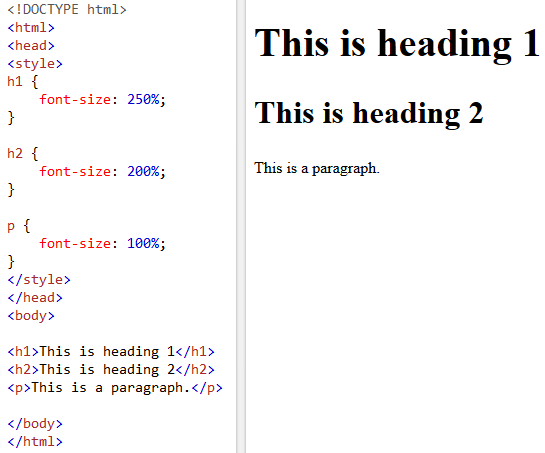 <!DOCTYPE html>
<html>
<head>
<style>
h1 {
    font-size: 250%;
}

h2 {
    font-size: 200%;
}

p {
    font-size: 100%;
}
</style>
</head>
<body>

<h1>This is heading 1</h1>
<h2>This is heading 2</h2>
<p>This is a paragraph.</p>

</body>
</html>
This is heading 1
This is heading 2
This is a paragraph.